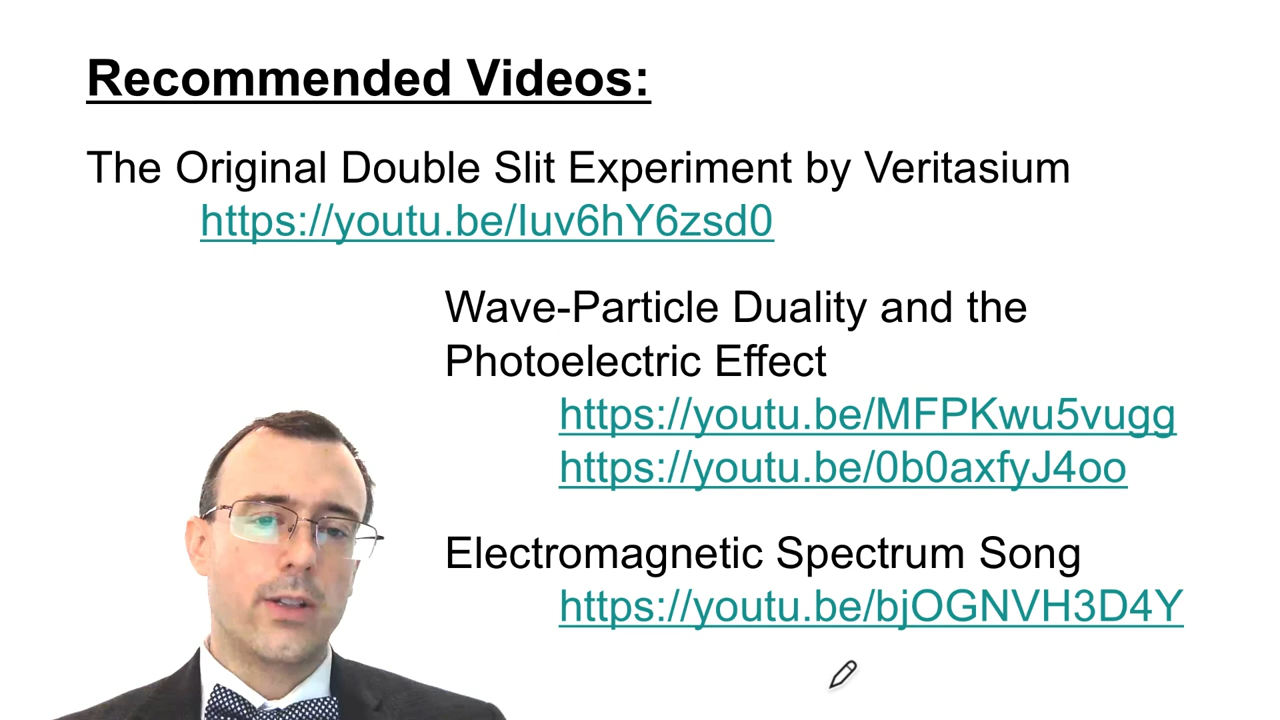 Recommended Videos:
The Original Double Slit Experiment by Veritasium
https://youtu.be/Iuv6hY6zsd0
Wave-Particle Duality and the
Photoelectric Effect
https://youtu.be/MFPKwu5vugg
https://youtu.be/0b0axfyJ4oo
Electromagnetic Spectrum Song
https://youtu.be/bjOGNVH3D4Y